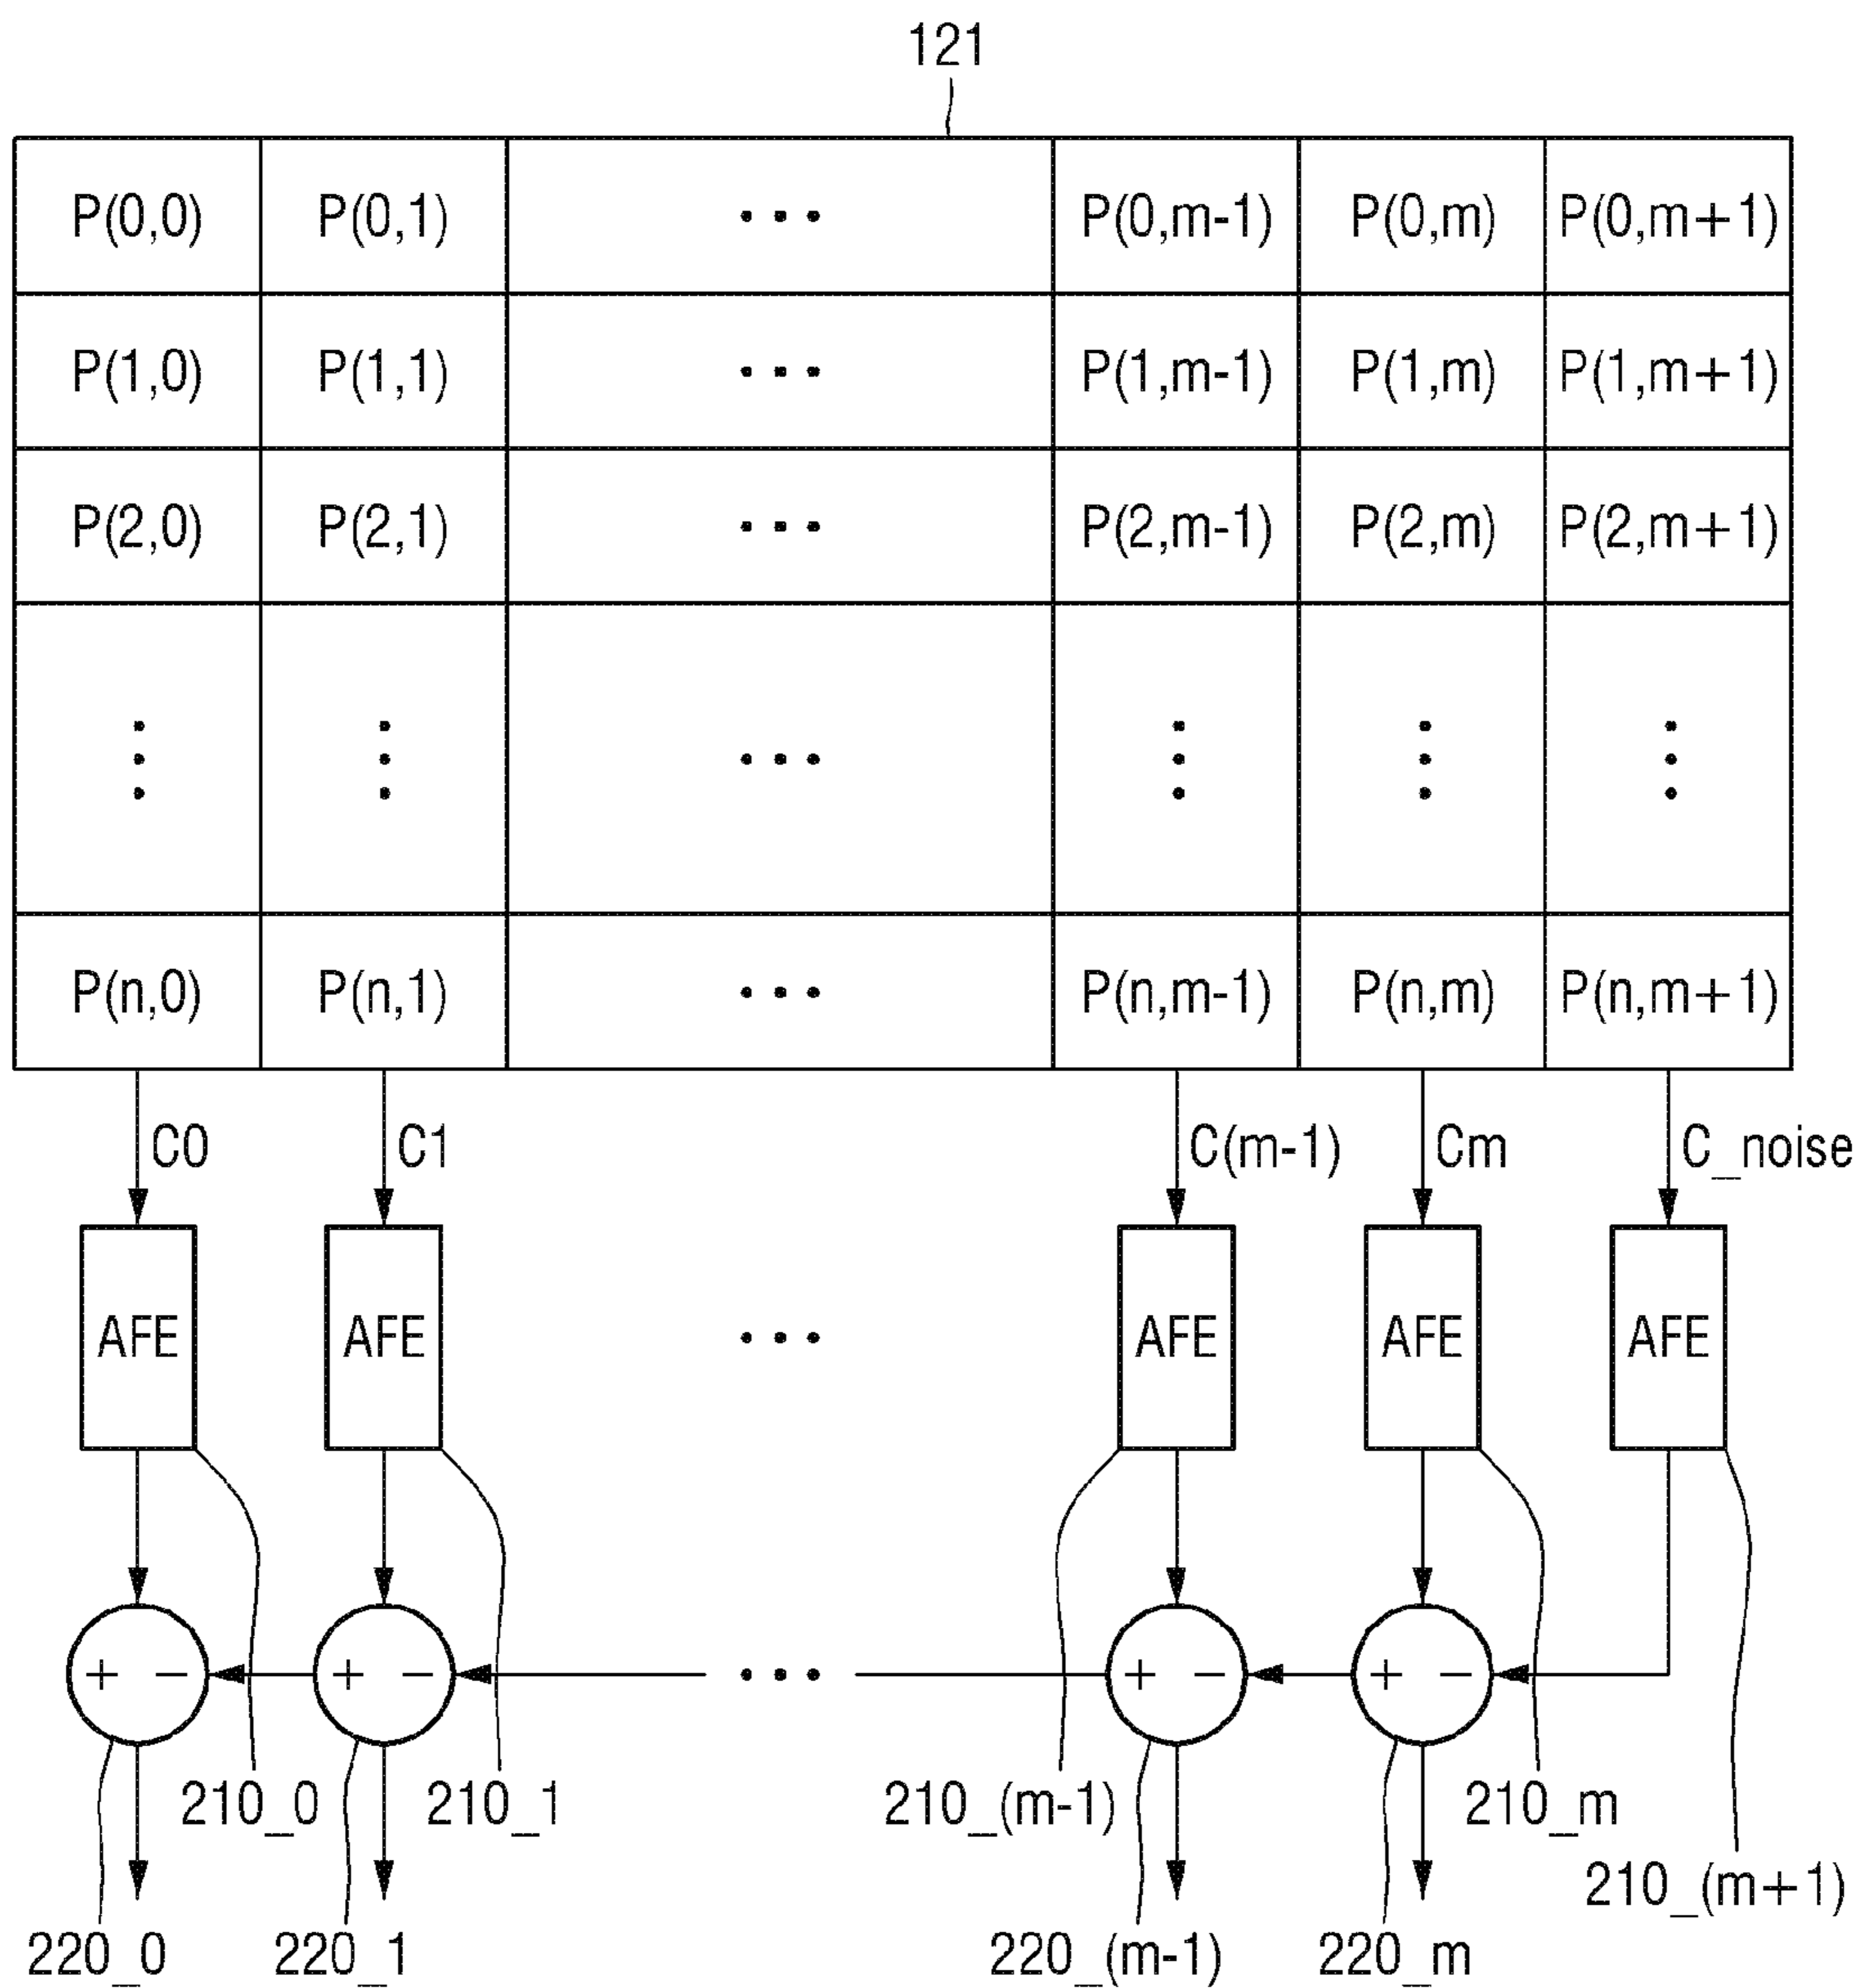 121
P(0,0) P(0,1) ... P(0,m-1) P(0,m) P(0,m+1)
P(1,0) P(1,1) ... P(1,m-1) P(1,m) P(1,m+1)
P(2,0) P(2,1) ... P(2,m-1) P(2,m) P(2,m+1)
P(n,0) P(n,1) ... P(n,m-1) P(n,m) P(n,m+1)
C0 C1 C(m-1) Cm C_noise
AFE AFE ... AFE AFE AFE
+ - + - ... + - + -
210_0 210_1 210_(m-1) 210_m
210_(m+1)
220_0 220_1 220_(m-1) 220_m